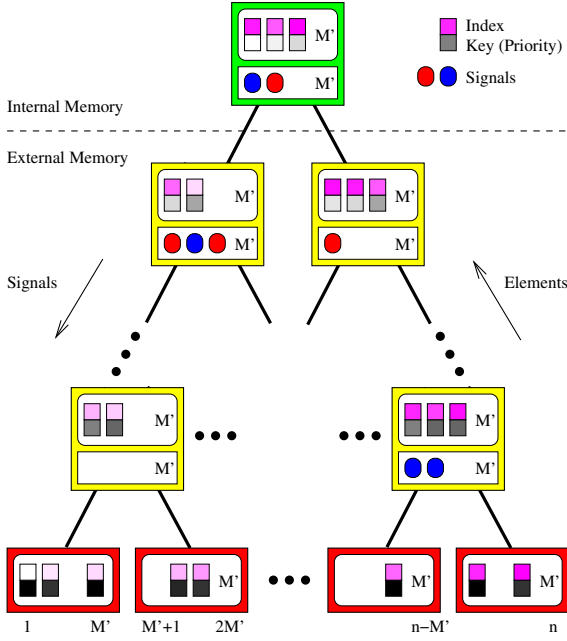 M'
Index
Key (Priority)
M'
Signals
Internal Memory
External Memory
M'
M'
M'
M'
Signals
Elements
M'
M'
M'
M'
M'
M'
M'
1
M'
M'+1
2M'
n−M'
n